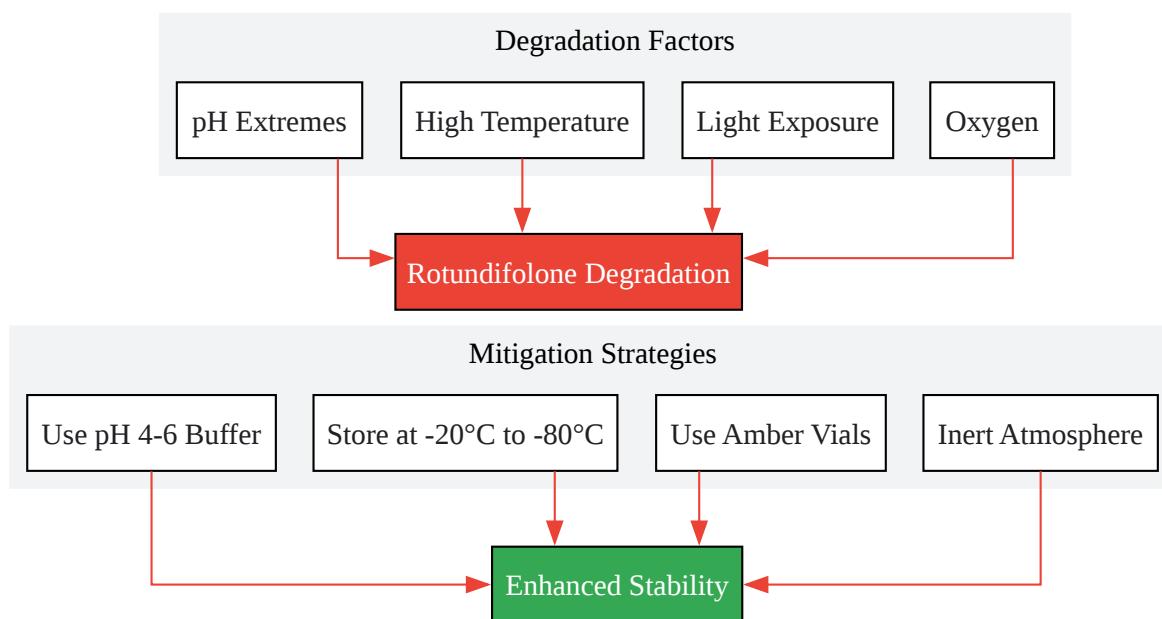 Degradation Factors
pH Extremes
High Temperature
Light Exposure
Oxygen
Rotundifolone Degradation
Mitigation Strategies
Use pH 4-6 Buffer
Store at -20°C to -80°C
Use Amber Vials
Inert Atmosphere
Enhanced Stability